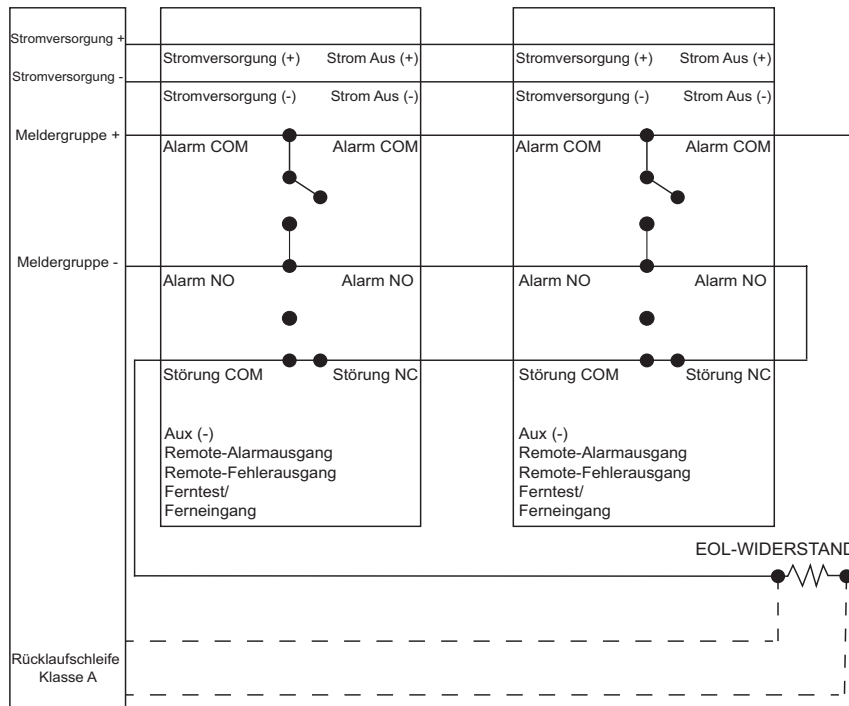 Stromversorgung +
Stromversorgung (+) Strom Aus (+) Stromversorgung (+) Strom Aus (+)
Stromversorgung -
Stromversorgung (-) Strom Aus (-) Stromversorgung (-) Strom Aus (-)
Meldergruppe +
Alarm COM Alarm COM Alarm COM Alarm COM
Meldergruppe -
Alarm NO Alarm NO Alarm NO Alarm NO
Störung COM Störung NC Störung COM Störung NC
Aux (-)
Remote-Alarmausgang
Remote-Fehlerausgang
Ferntest/
Ferneingang
Aux (-)
Remote-Alarmausgang
Remote-Fehlerausgang
Ferntest/
Ferneingang
EOL-WIDERSTAND
Rücklaufschleife
Klasse A